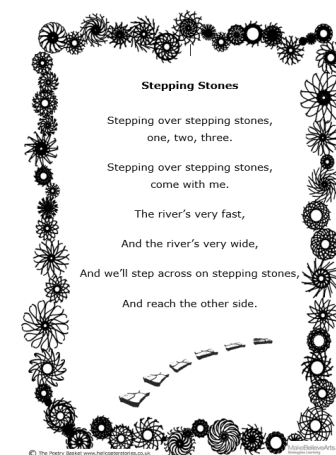 Stepping Stones
Stepping over stepping stones,
one, two, three.
Stepping over stepping stones,
come with me.
The river's very fast,
And the river's very wide,
And we'll step across on stepping stones,
And reach the other side.
© The Poetry Basket www.helicopterstories.co.uk
MakeBelieveArts